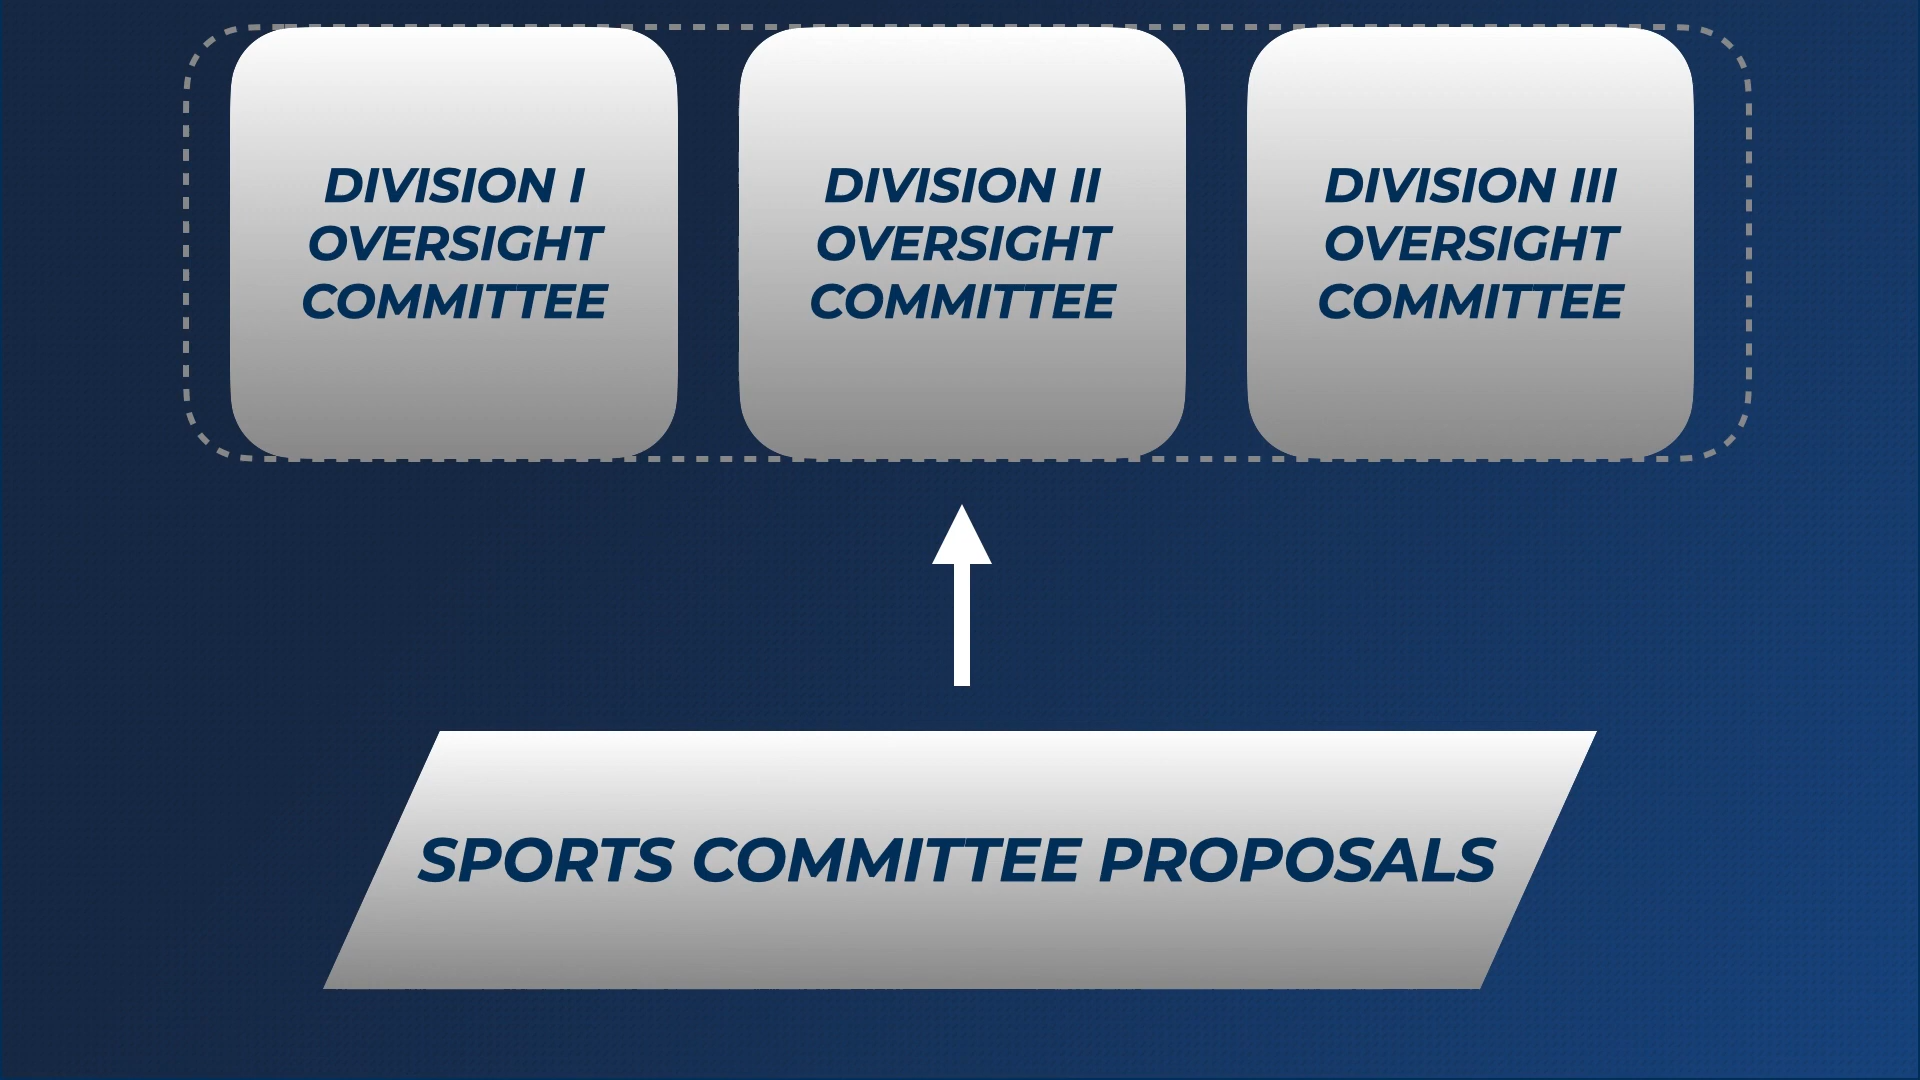 DIVISION I
OVERSIGHT
COMMITTEE
DIVISION II
OVERSIGHT
COMMITTEE
DIVISION III
OVERSIGHT
COMMITTEE
SPORTS COMMITTEE PROPOSALS